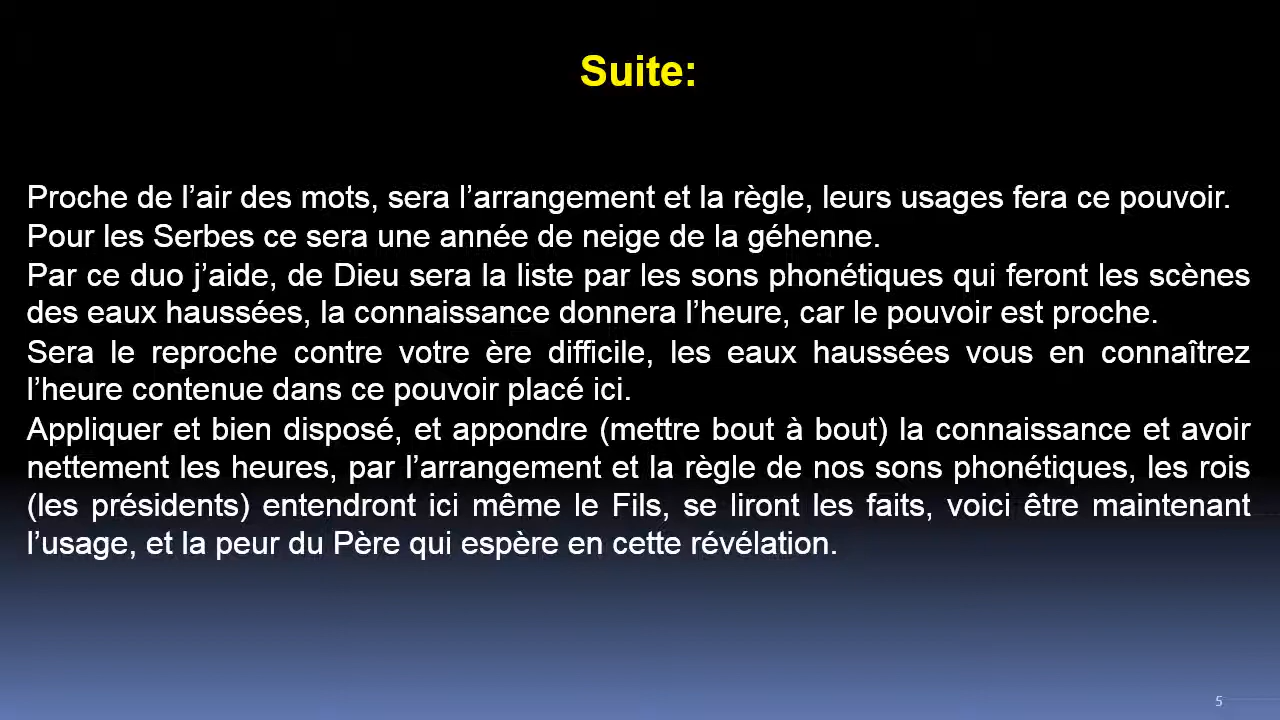 Suite:
Proche de l’air des mots, sera l’arrangement et la règle, leurs usages fera ce pouvoir.
Pour les Serbes ce sera une année de neige de la géhenne.
Par ce duo j’aide, de Dieu sera la liste par les sons phonétiques qui feront les scènes
des eaux haussées, la connaissance donnera l’heure, car le pouvoir est proche.
Sera le reproche contre votre ère difficile, les eaux haussées vous en connaîtrez
l’heure contenue dans ce pouvoir placé ici.
Appliquer et bien disposé, et appondre (mettre bout à bout) la connaissance et avoir
nettement les heures, par l’arrangement et la règle de nos sons phonétiques, les rois
(les présidents) entendront ici même le Fils, se liront les faits, voici être maintenant
l’usage, et la peur du Père qui espère en cette révélation.
5